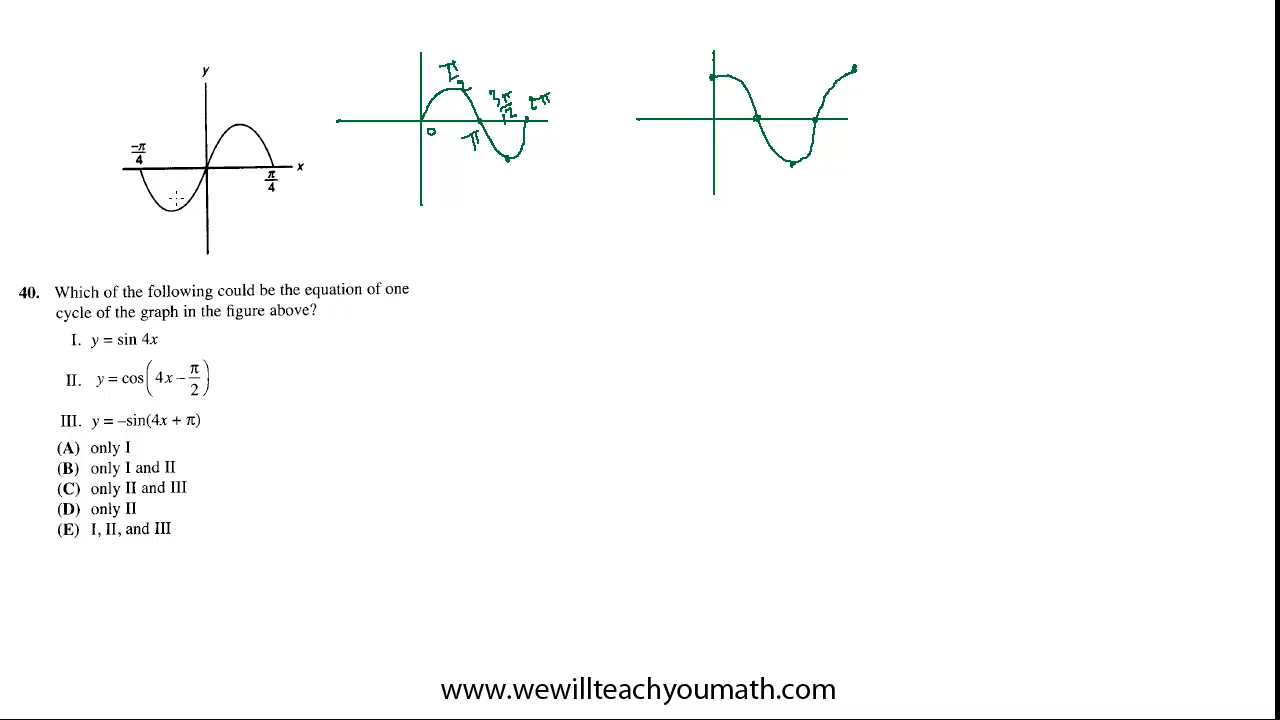 y
-π/4
x
π/4
π/2
3π/2
2π
0
π
40. Which of the following could be the equation of one
cycle of the graph in the figure above?
I. y = sin 4x
II. y = cos(4x − π/2)
III. y = –sin(4x + π)
(A) only I
(B) only I and II
(C) only II and III
(D) only II
(E) I, II, and III
www.wewillteachyoumath.com